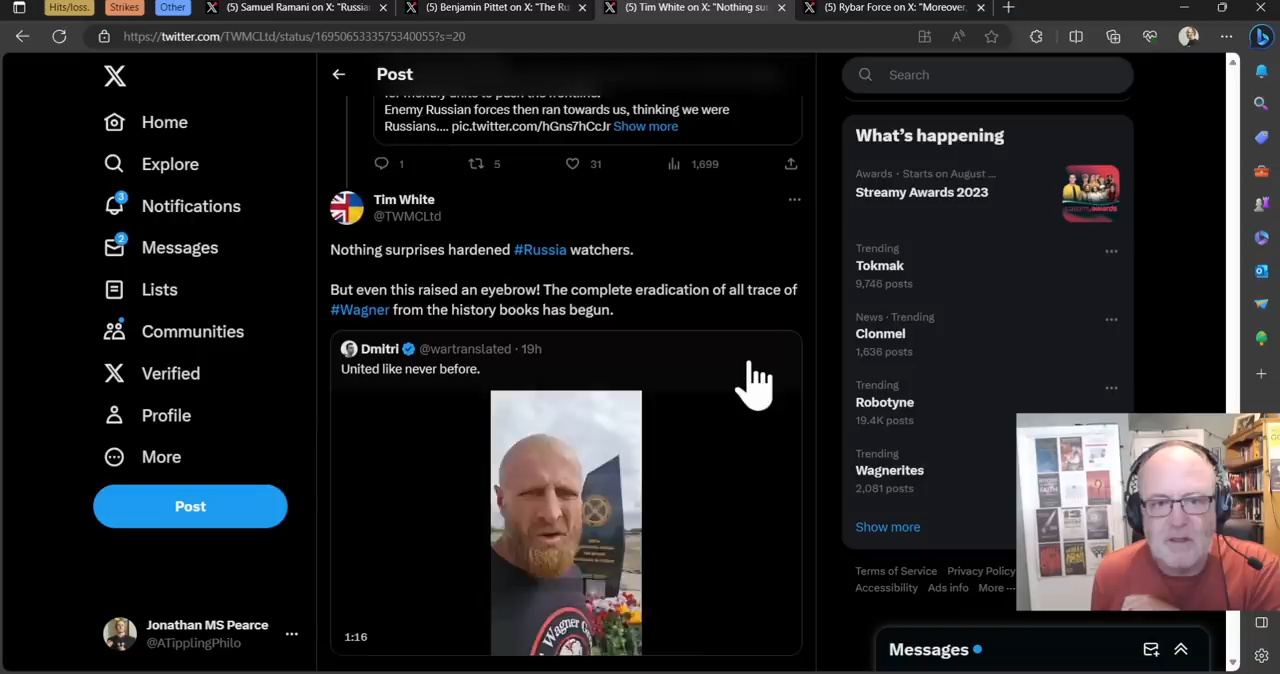 Hits/loss.
Strikes
Other
(5) Samuel Ramani on X: "Russia
(5) Benjamin Pittet on X: "The Ru
(5) Tim White on X: "Nothing su
(5) Rybar Force on X: "Moreover,
https://twitter.com/TWMCLtd/status/1695065333575340055?s=20
Home
Explore
3
Notifications
2
Messages
Lists
Communities
Verified
Profile
More
Post
Jonathan MS Pearce
@ATipplingPhilo
Post
Enemy Russian forces then ran towards us, thinking we were
Russians.... pic.twitter.com/hGns7hCcJr Show more
1
5
31
1,699
Tim White
@TWMCLtd
Nothing surprises hardened #Russia watchers.
But even this raised an eyebrow! The complete eradication of all trace of
#Wagner from the history books has begun.
Dmitri @wartranslated · 19h
United like never before.
Wagner
1:16
Search
What's happening
Awards · Starts on August ...
Streamy Awards 2023
Trending
Tokmak
9,746 posts
News · Trending
Clonmel
1,636 posts
Trending
Robotyne
19.4K posts
Trending
Wagnerites
2,081 posts
Show more
Terms of Service Privacy Policy
Accessibility Ads info More ...
Messages